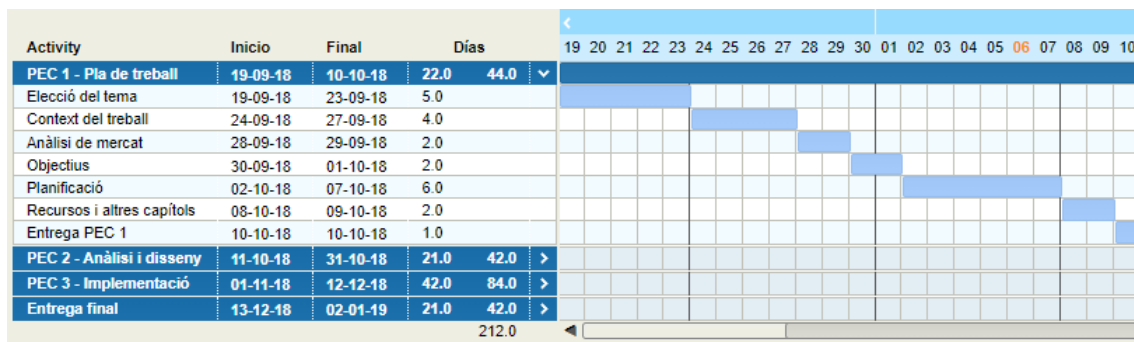 Activity Inicio Final Días 19 20 21 22 23 24 25 26 27 28 29 30 01 02 03 04 05 06 07 08 09 10
PEC 1 - Pla de treball 19-09-18 10-10-18 22.0 44.0
Elecció del tema 19-09-18 23-09-18 5.0
Context del treball 24-09-18 27-09-18 4.0
Anàlisi de mercat 28-09-18 29-09-18 2.0
Objectius 30-09-18 01-10-18 2.0
Planificació 02-10-18 07-10-18 6.0
Recursos i altres capítols 08-10-18 09-10-18 2.0
Entrega PEC 1 10-10-18 10-10-18 1.0
PEC 2 - Anàlisi i disseny 11-10-18 31-10-18 21.0 42.0
PEC 3 - Implementació 01-11-18 12-12-18 42.0 84.0
Entrega final 13-12-18 02-01-19 21.0 42.0
212.0